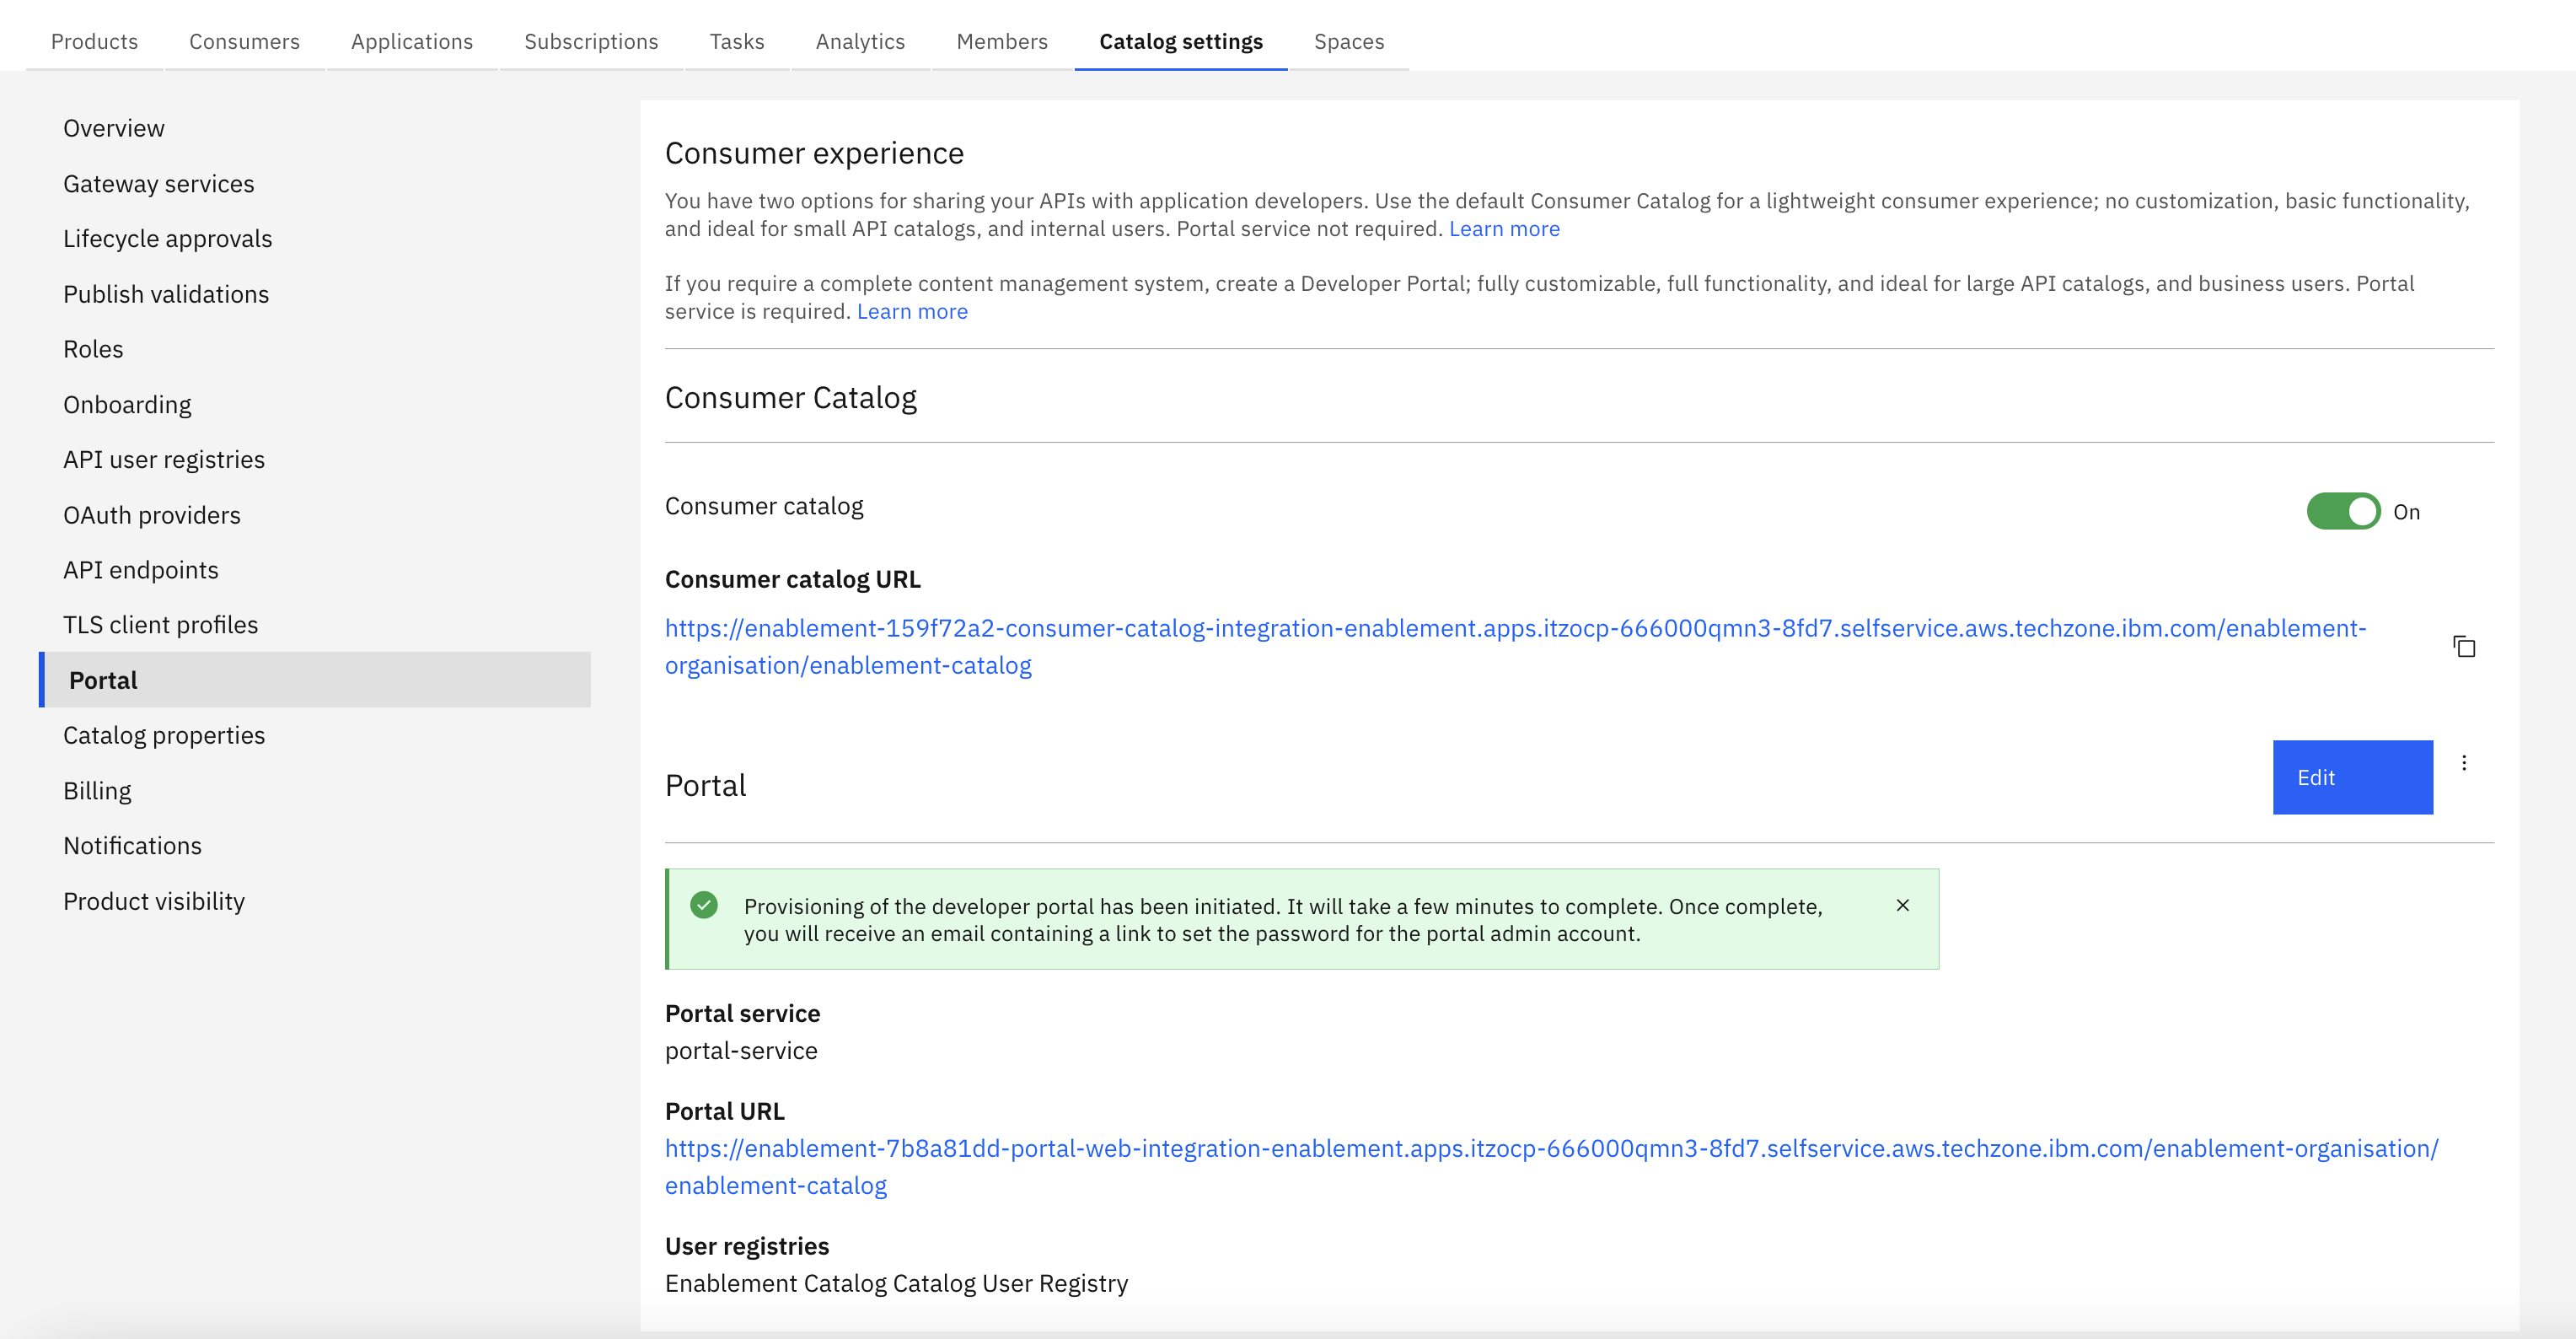 Products Consumers Applications Subscriptions Tasks Analytics Members Catalog settings Spaces
Overview
Gateway services
Lifecycle approvals
Publish validations
Roles
Onboarding
API user registries
OAuth providers
API endpoints
TLS client profiles
Portal
Catalog properties
Billing
Notifications
Product visibility
Consumer experience
You have two options for sharing your APIs with application developers. Use the default Consumer Catalog for a lightweight consumer experience; no customization, basic functionality,
and ideal for small API catalogs, and internal users. Portal service not required. Learn more
If you require a complete content management system, create a Developer Portal; fully customizable, full functionality, and ideal for large API catalogs, and business users. Portal
service is required. Learn more
Consumer Catalog
Consumer catalog
On
Consumer catalog URL
https://enablement-159f72a2-consumer-catalog-integration-enablement.apps.itzocp-666000qmn3-8fd7.selfservice.aws.techzone.ibm.com/enablement-
organisation/enablement-catalog
Portal
Edit
Provisioning of the developer portal has been initiated. It will take a few minutes to complete. Once complete,
you will receive an email containing a link to set the password for the portal admin account.
Portal service
portal-service
Portal URL
https://enablement-7b8a81dd-portal-web-integration-enablement.apps.itzocp-666000qmn3-8fd7.selfservice.aws.techzone.ibm.com/enablement-organisation/
enablement-catalog
User registries
Enablement Catalog Catalog User Registry